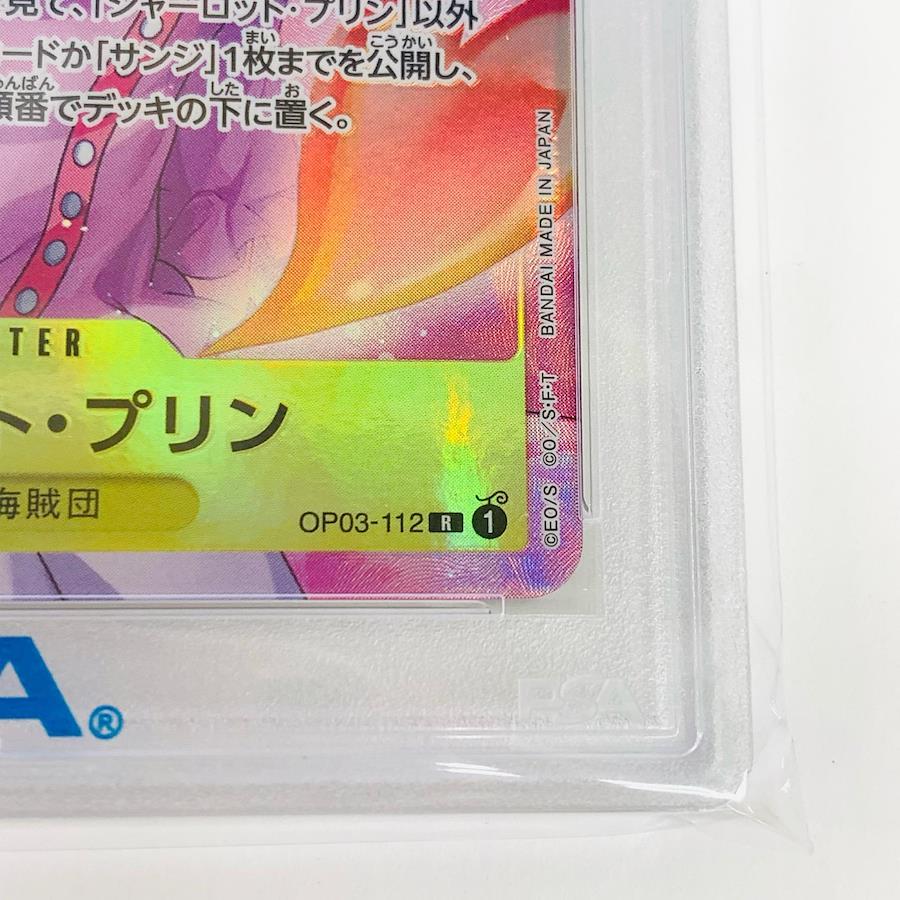 見て、「シャーロット・プリン」以外
ードか「サンジ」1枚までを公開し、
順番でデッキの下に置く。
TER
ト・プリン
海賊団
OP03-112 R 1
©EO/S ©O/S・F・T BANDAI MADE IN JAPAN
A®
ESA